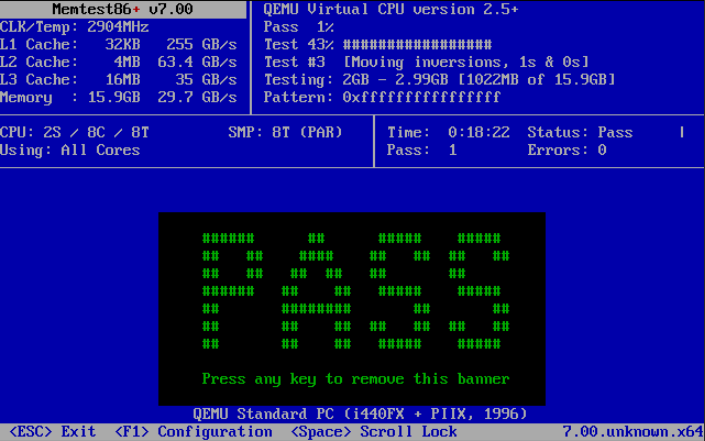 Memtest86+ v7.00
QEMU Virtual CPU version 2.5+
CLK/Temp: 2904MHz
Pass 1%
L1 Cache: 32KB 255 GB/s
Test 43% #################
L2 Cache: 4MB 63.4 GB/s
Test #3 [Moving inversions, 1s & 0s]
L3 Cache: 16MB 35 GB/s
Testing: 2GB - 2.99GB [1022MB of 15.9GB]
Memory : 15.9GB 29.7 GB/s
Pattern: 0xffffffffffffffff
CPU: 2S / 8C / 8T SMP: 8T (PAR)
Time: 0:18:22 Status: Pass |
Using: All Cores
Pass: 1 Errors: 0
PASS
Press any key to remove this banner
QEMU Standard PC (i440FX + PIIX, 1996)
<ESC> Exit <F1> Configuration <Space> Scroll Lock 7.00.unknown.x64